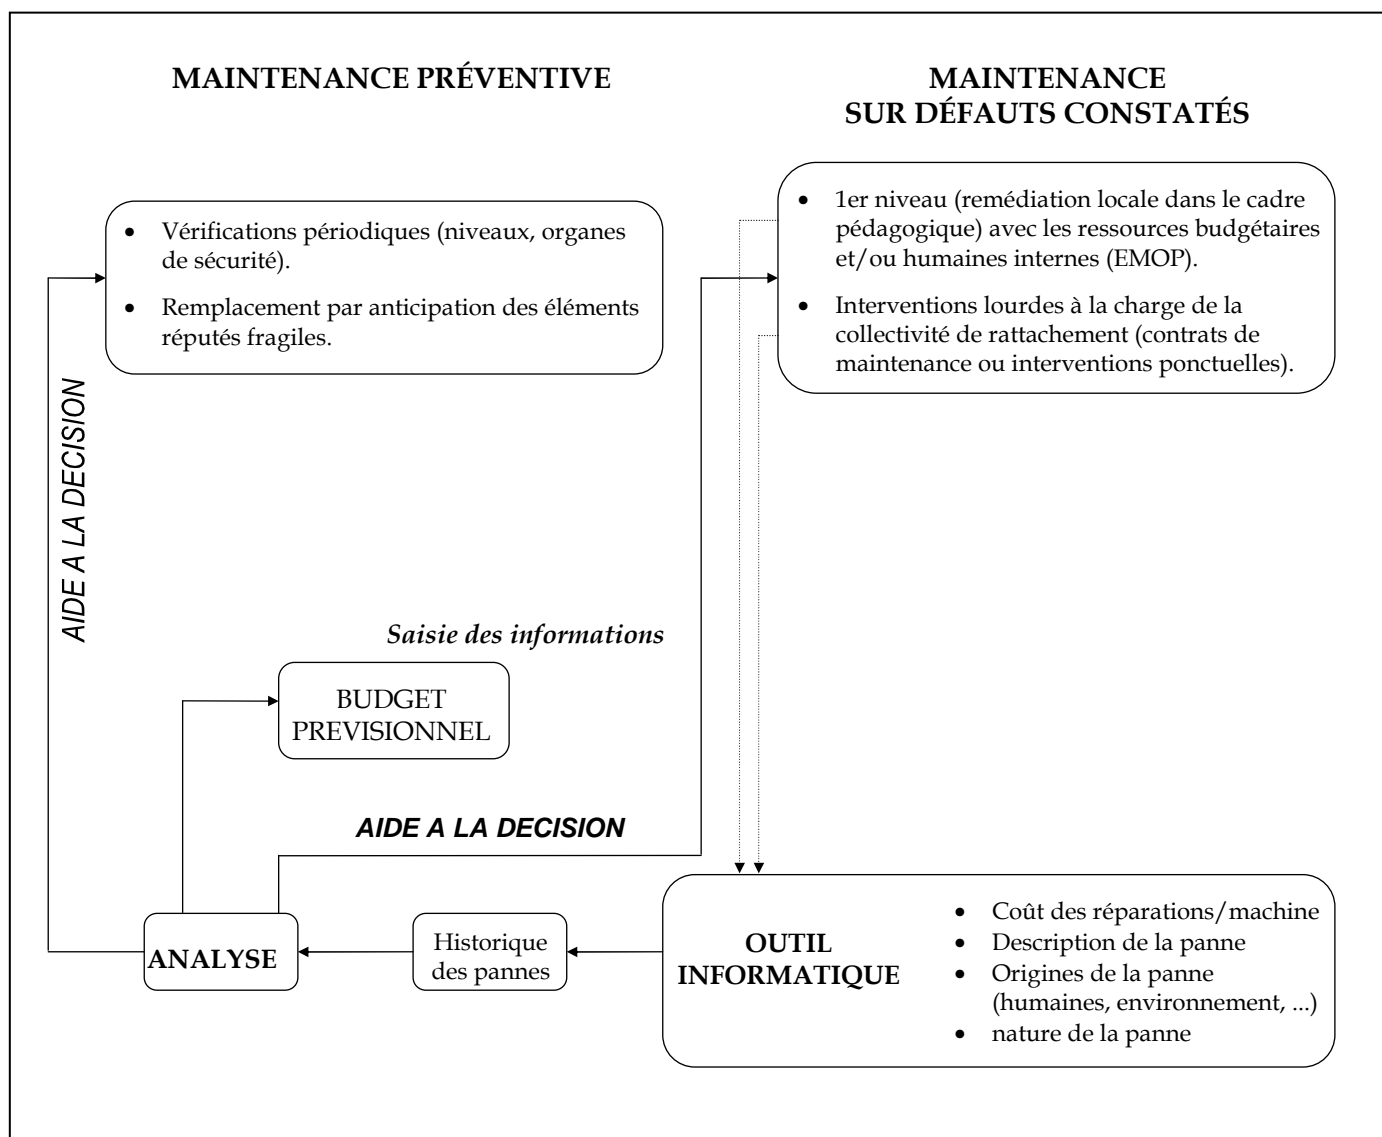 MAINTENANCE PRÉVENTIVE
MAINTENANCE
SUR DÉFAUTS CONSTATÉS
• Vérifications périodiques (niveaux, organes
de sécurité).
• Remplacement par anticipation des éléments
réputés fragiles.
• 1er niveau (remédiation locale dans le cadre
pédagogique) avec les ressources budgétaires
et/ou humaines internes (EMOP).
• Interventions lourdes à la charge de la
collectivité de rattachement (contrats de
maintenance ou interventions ponctuelles).
AIDE A LA DECISION
Saisie des informations
BUDGET
PREVISIONNEL
AIDE A LA DECISION
ANALYSE
Historique
des pannes
OUTIL
INFORMATIQUE
• Coût des réparations/machine
• Description de la panne
• Origines de la panne
(humaines, environnement, ...)
• nature de la panne